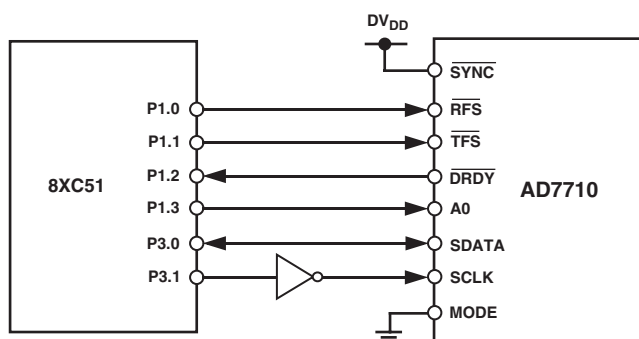 DVDD
SYNC
P1.0
RFS
P1.1
TFS
P1.2
DRDY
8XC51
AD7710
P1.3
A0
P3.0
SDATA
P3.1
SCLK
MODE